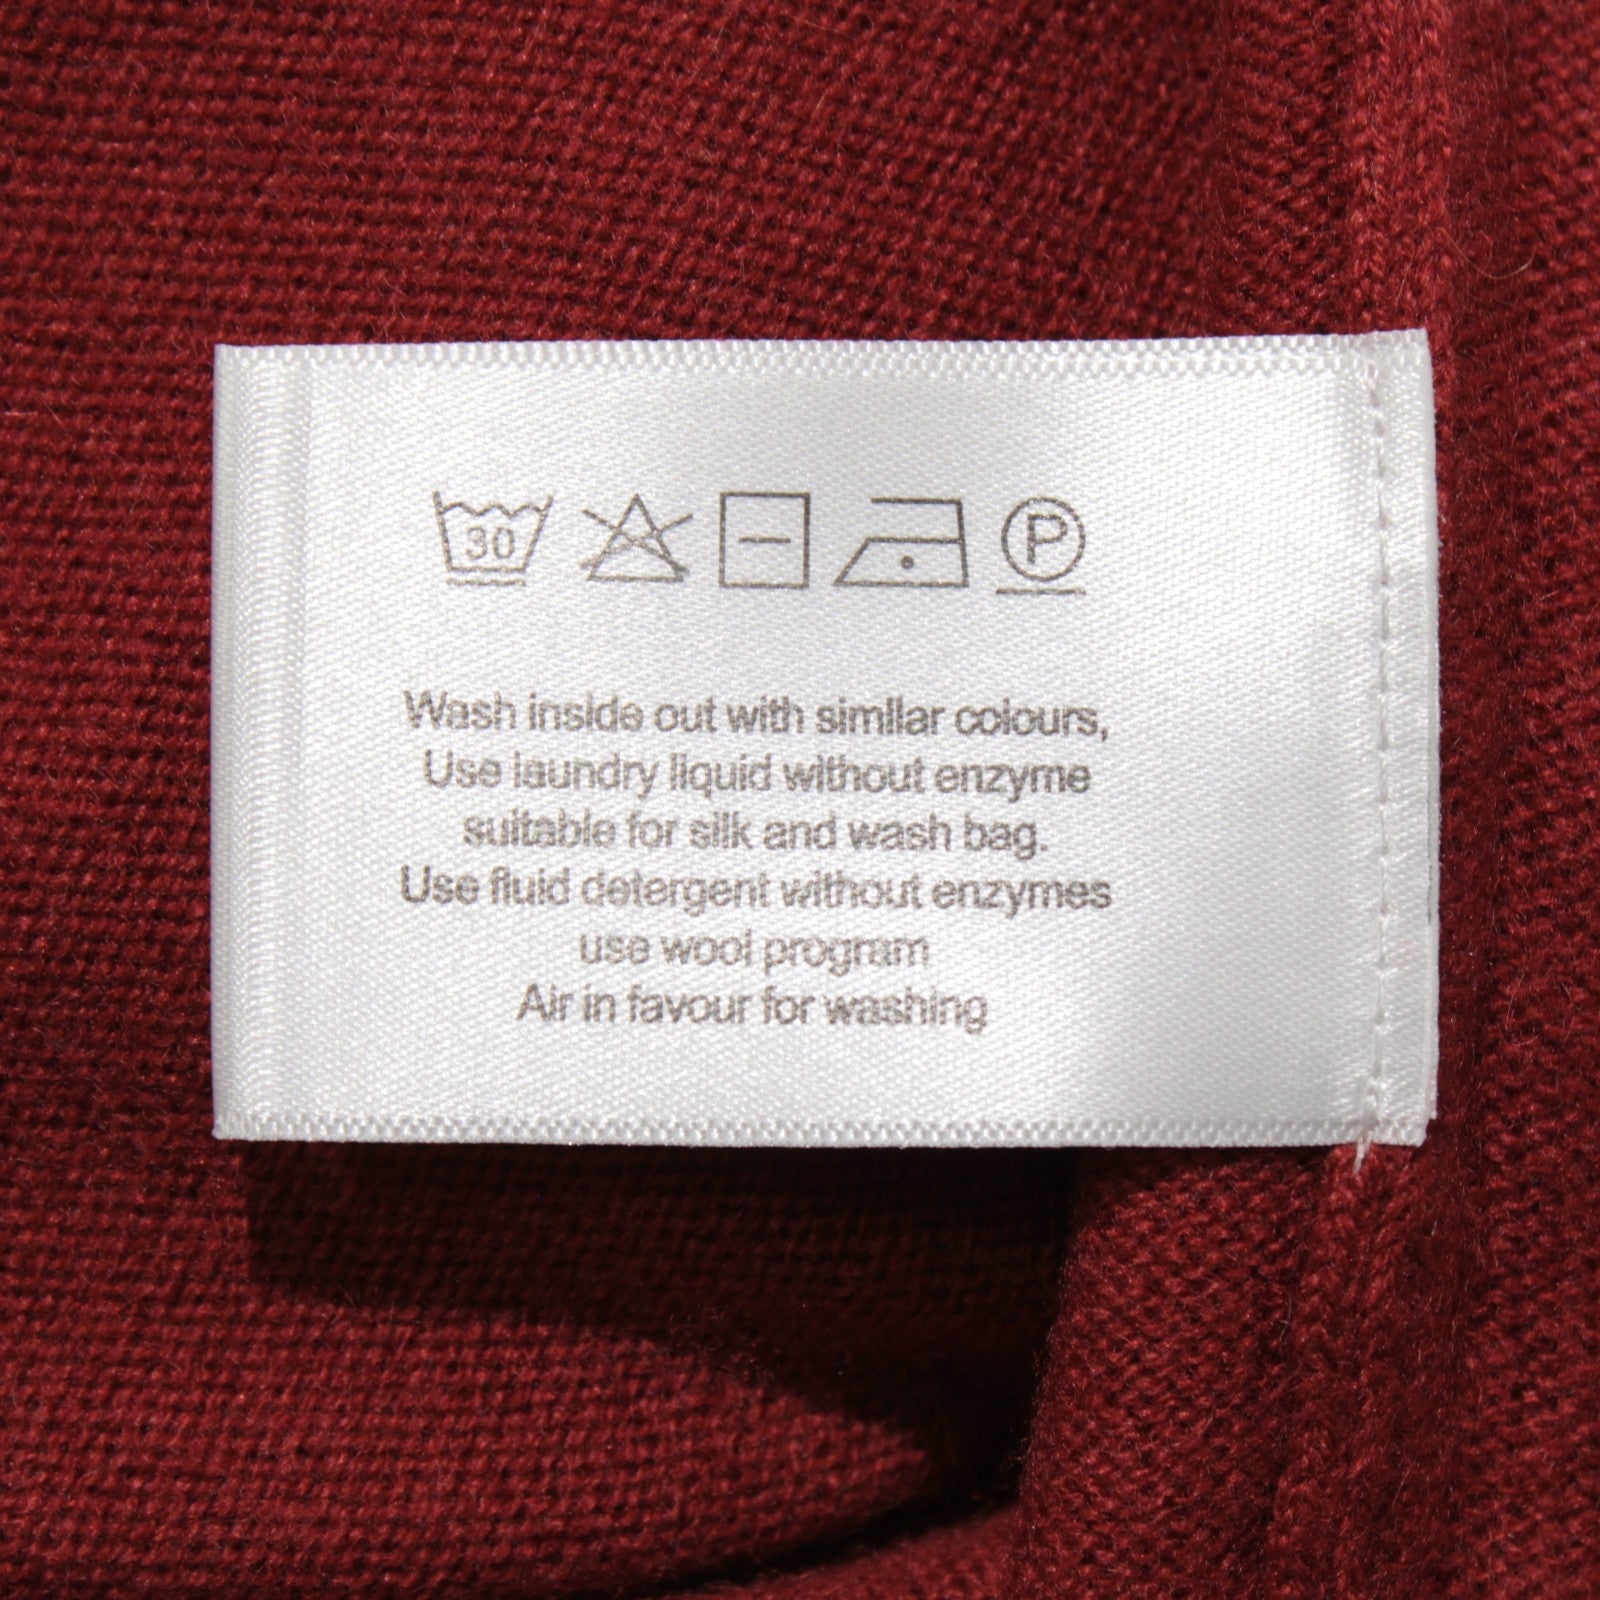 30 P
Wash inside out with similar colours,
Use laundry liquid without enzyme
suitable for silk and wash bag.
Use fluid detergent without enzymes
use wool program
Air in favour for washing